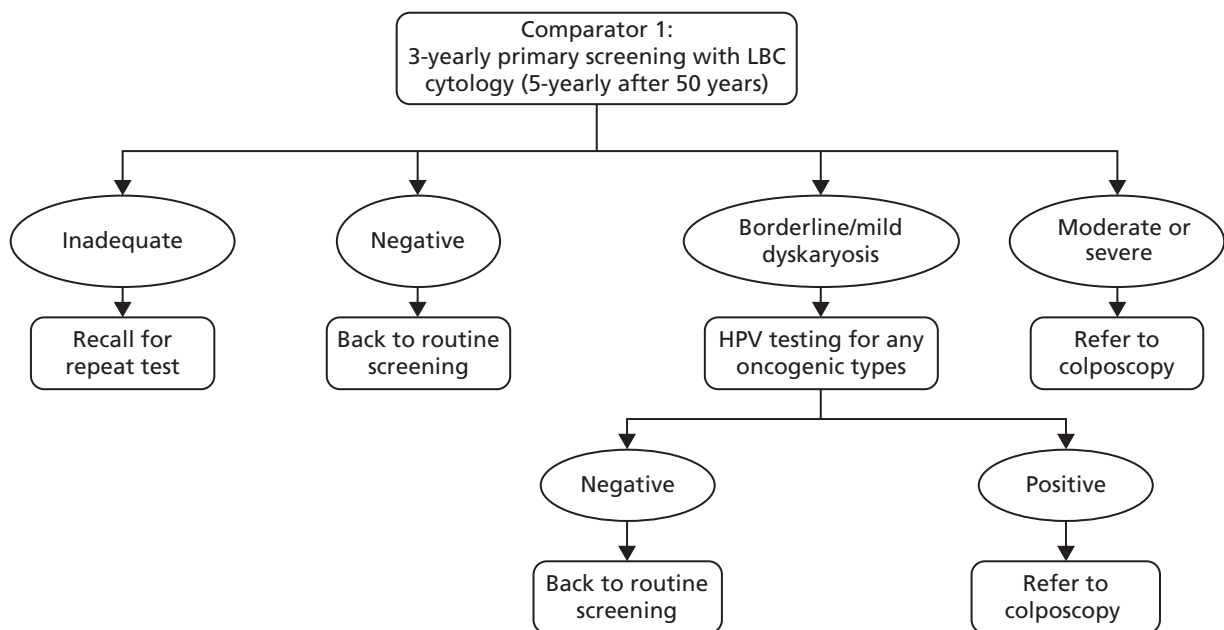 Comparator 1:
3-yearly primary screening with LBC
cytology (5-yearly after 50 years)
Inadequate
Negative
Borderline/mild
dyskaryosis
Moderate or
severe
Recall for
repeat test
Back to routine
screening
HPV testing for any
oncogenic types
Refer to
colposcopy
Negative
Positive
Back to routine
screening
Refer to
colposcopy